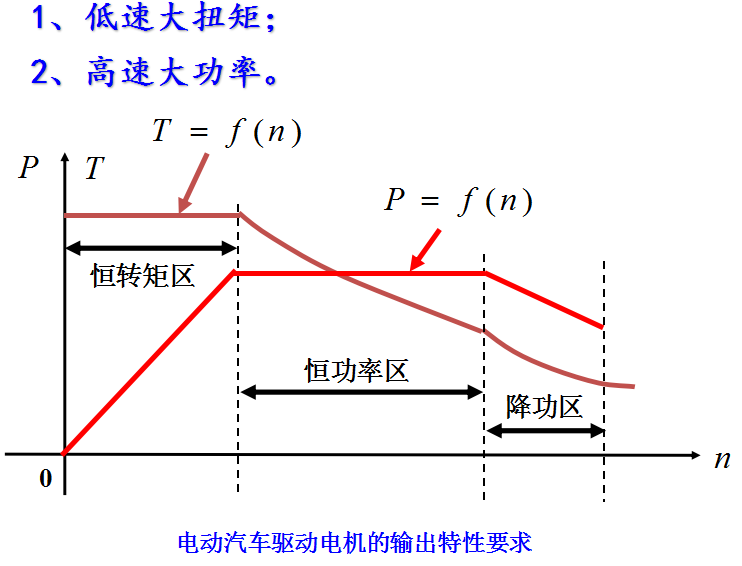 1、低速大扭矩；
2、高速大功率。
T = f(n)
P T
P = f(n)
恒转矩区
恒功率区
降功区
0
n
电动汽车驱动电机的输出特性要求